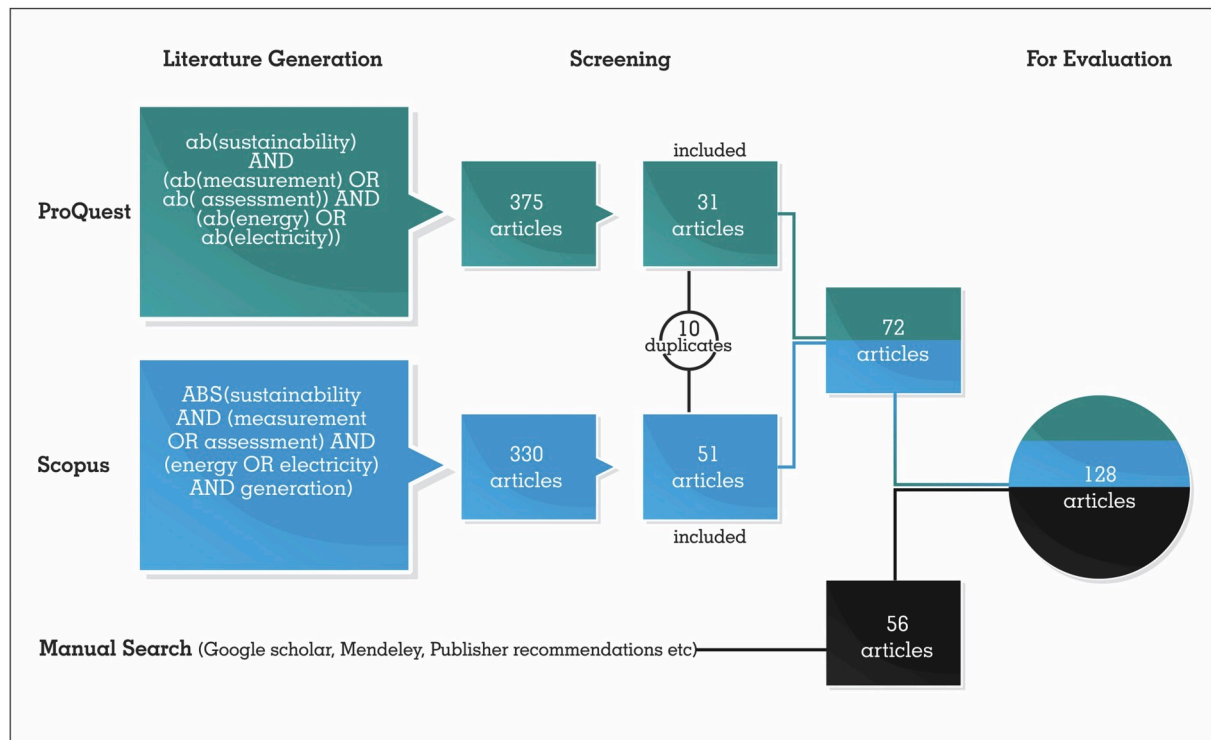 Literature Generation
Screening
For Evaluation
ProQuest
ab(sustainability)
AND
(ab(measurement) OR
ab( assessment)) AND
(ab(energy) OR
ab(electricity))
375
articles
included
31
articles
10
duplicates
72
articles
Scopus
ABS(sustainability
AND (measurement
OR assessment) AND
(energy OR electricity)
AND generation)
330
articles
51
articles
included
128
articles
Manual Search (Google scholar, Mendeley, Publisher recommendations etc)
56
articles